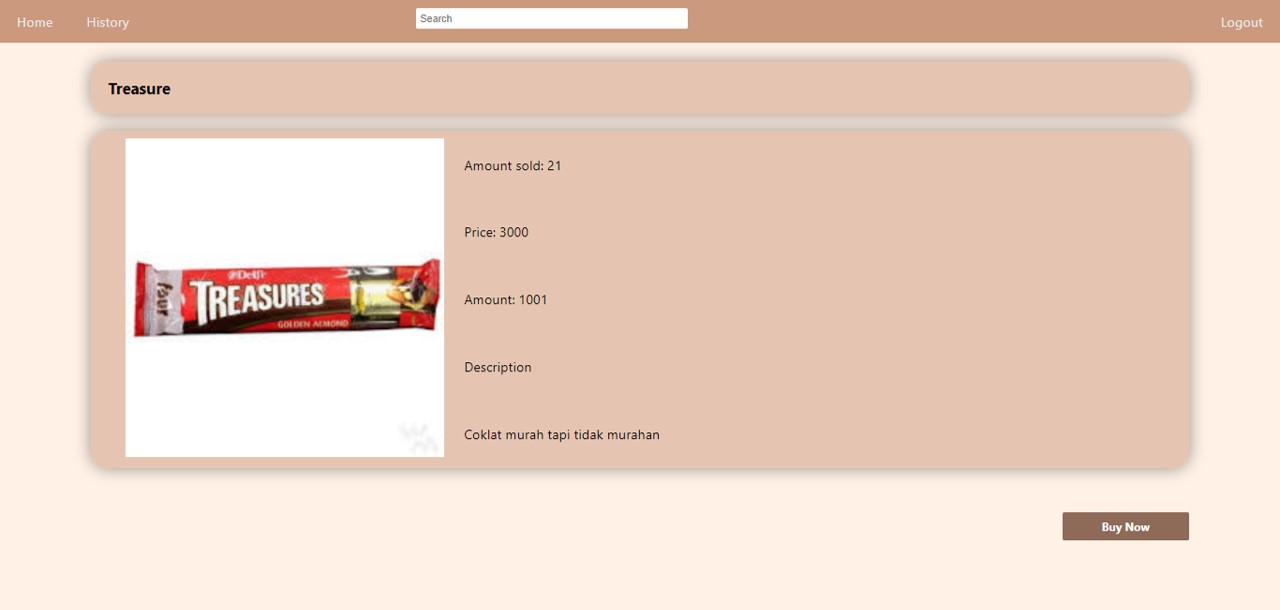 Home
History
Search
Logout
Treasure
Amount sold: 21
Price: 3000
Amount: 1001
Description
Coklat murah tapi tidak murahan
Delfi
four
TREASURES
GOLDEN ALMOND
Buy Now